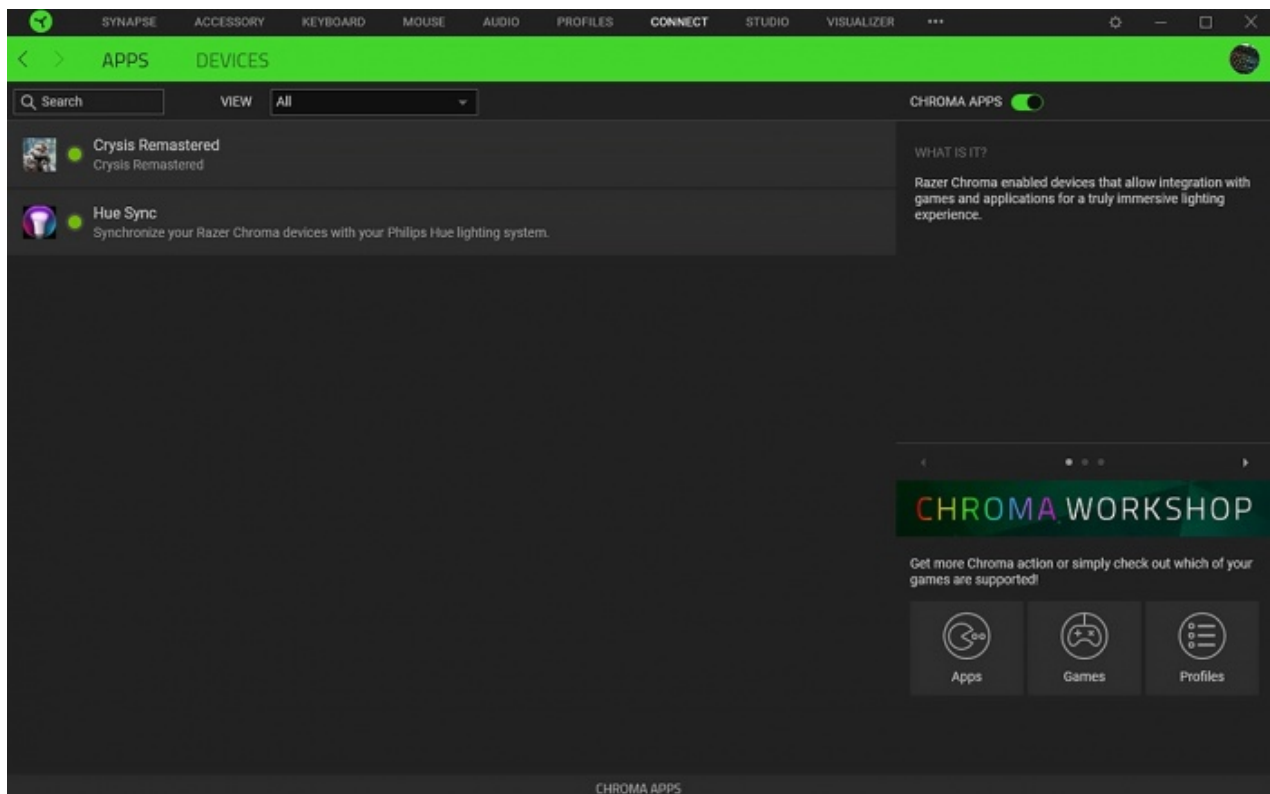 SYNAPSE ACCESSORY KEYBOARD MOUSE AUDIO PROFILES CONNECT STUDIO VISUALIZER •••
APPS DEVICES
Search VIEW All CHROMA APPS
Crysis Remastered
Crysis Remastered
Hue Sync
Synchronize your Razer Chroma devices with your Philips Hue lighting system.
WHAT IS IT?
Razer Chroma enabled devices that allow integration with
games and applications for a truly immersive lighting
experience.
CHROMA WORKSHOP
Get more Chroma action or simply check out which of your
games are supported!
Apps Games Profiles
CHROMA APPS